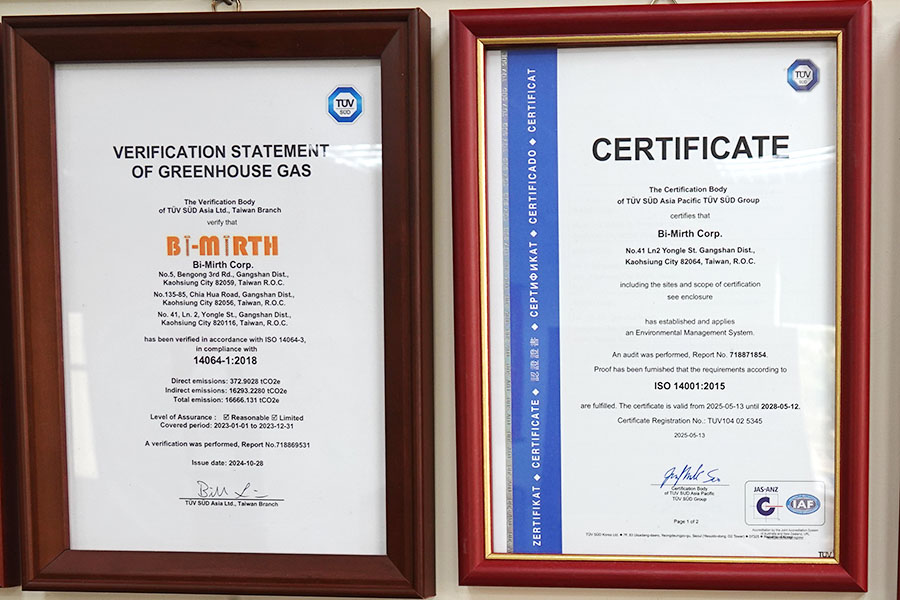 TÜV
SÜD
VERIFICATION STATEMENT
OF GREENHOUSE GAS
The Verification Body
of TÜV SÜD Asia Ltd., Taiwan Branch
verify that
Bi-MiRTH
Bi-Mirth Corp.
No.5, Bengong 3rd Rd., Gangshan Dist.,
Kaohsiung City 82059, Taiwan R.O.C.
No.135-85, Chia Hua Road, Gangshan Dist.,
Kaohsiung City 82056, Taiwan, R.O.C.
No. 41, Ln. 2, Yongle St., Gangshan Dist.,
Kaohsiung City 820116, Taiwan, R.O.C.
has been verified in accordance with ISO 14064-3,
in compliance with
14064-1:2018
Direct emissions: 372.9028 tCO2e
Indirect emissions: 16293.2280 tCO2e
Total emission: 16666.131 tCO2e
Level of Assurance : ☑ Reasonable ☑ Limited
Covered period: 2023-01-01 to 2023-12-31
A verification was performed, Report No.718869531
Issue date: 2024-10-28
TÜV SÜD Asia Ltd., Taiwan Branch
ZERTIFIKAT ◆ CERTIFICATE ◆ 認證證書 ◆ СЕРТИФИКАТ ◆ CERTIFICADO ◆ CERTIFICAT
TÜV
SÜD
CERTIFICATE
The Certification Body
of TÜV SÜD Asia Pacific TÜV SÜD Group
certifies that
Bi-Mirth Corp.
No.41 Ln2 Yongle St. Gangshan Dist.,
Kaohsiung City 82064, Taiwan, R.O.C.
including the sites and scope of certification
see enclosure
has established and applies
an Environmental Management System.
An audit was performed, Report No. 718871854.
Proof has been furnished that the requirements according to
ISO 14001:2015
are fulfilled. The certificate is valid from 2025-05-13 until 2028-05-12.
Certificate Registration No.: TUV104 02 5345
2025-05-13
Certification Body
of TÜV SÜD Asia Pacific
TÜV SÜD Group
Page 1 of 2
JAS-ANZ
IAF
TÜV